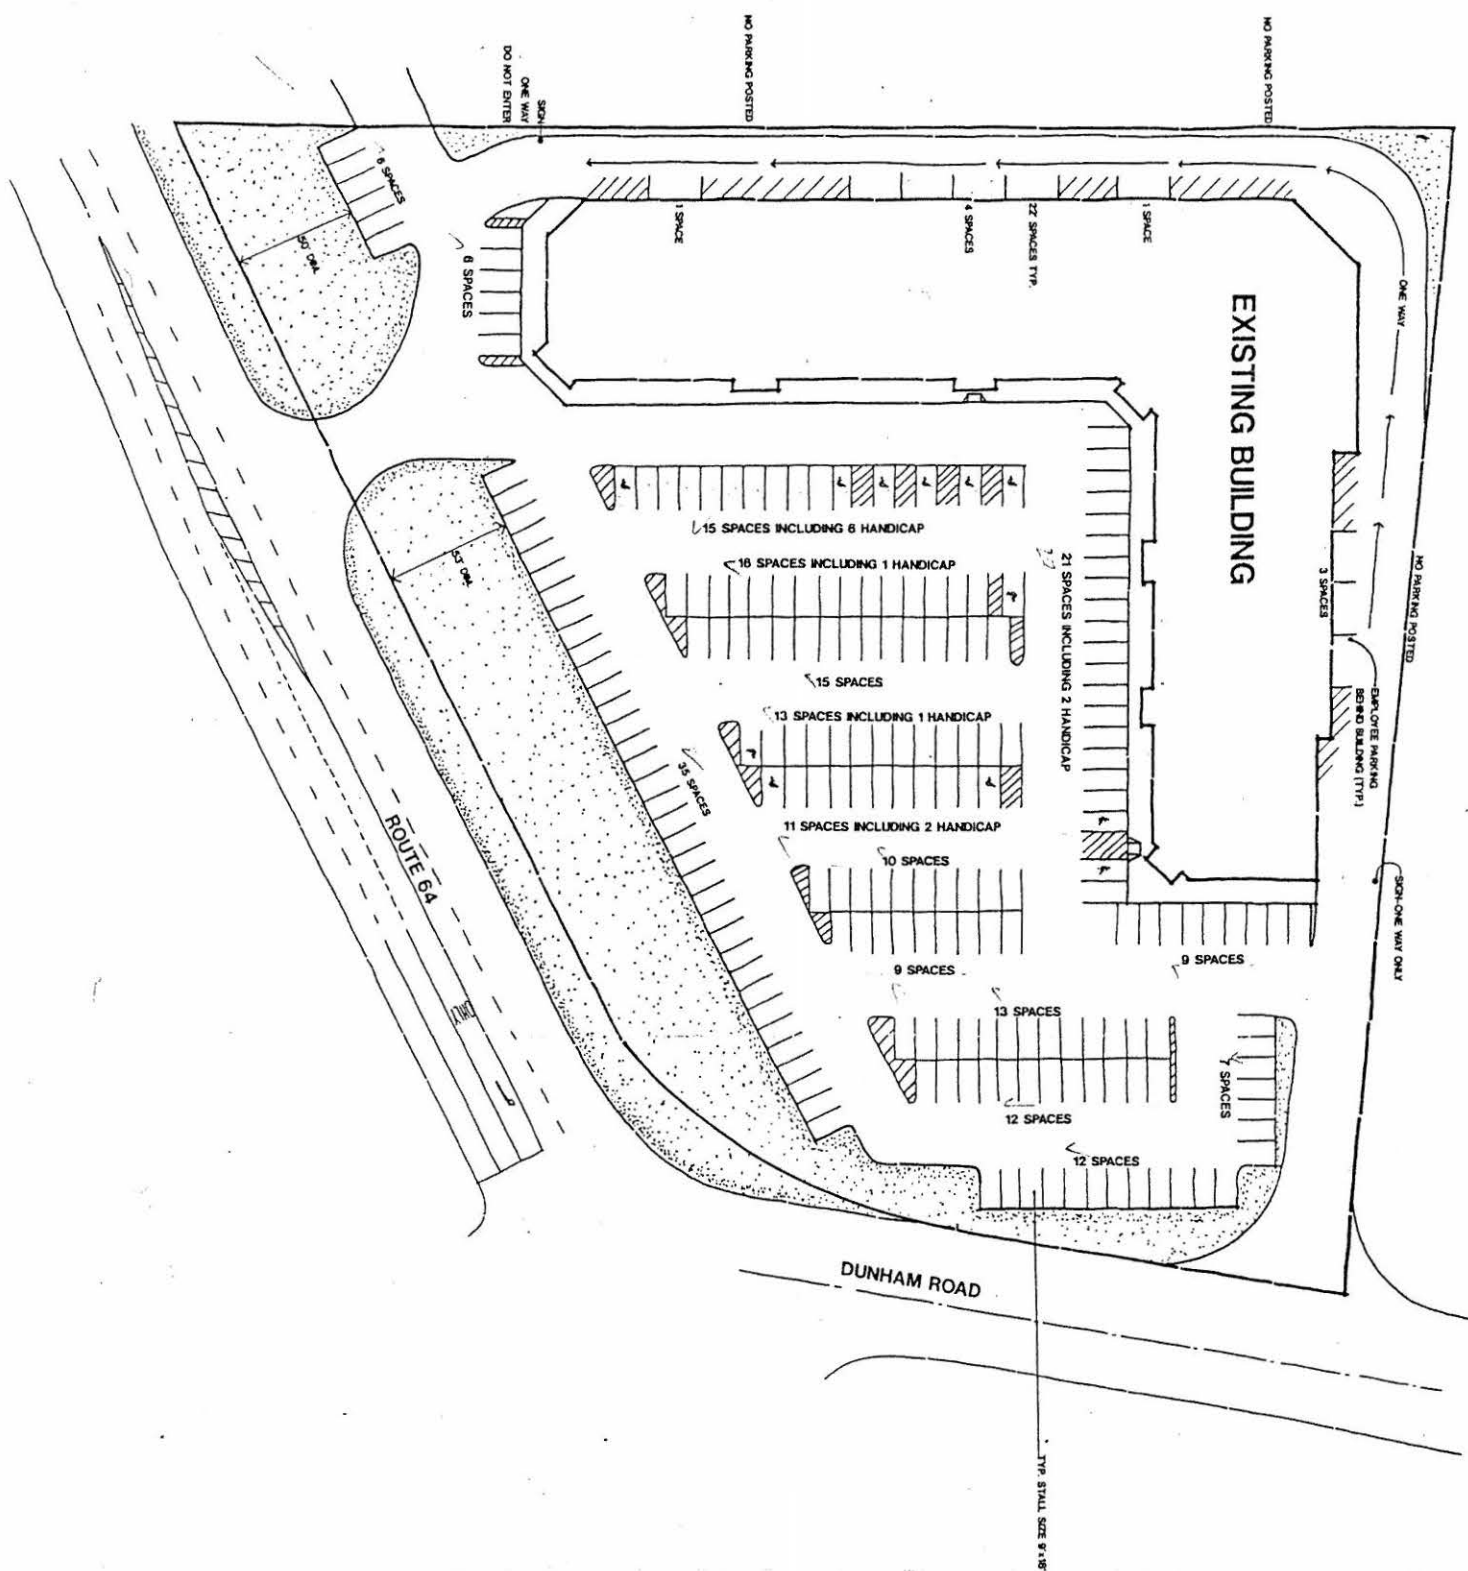 NO PARKING POSTED
NO PARKING POSTED
SIGN
ONE WAY
DO NOT ENTER
6 SPACES
50' DIA.
6 SPACES
1 SPACE
4 SPACES
22' SPACES TYP.
1 SPACE
ONE WAY
EXISTING BUILDING
15 SPACES INCLUDING 6 HANDICAP
16 SPACES INCLUDING 1 HANDICAP
21 SPACES INCLUDING 2 HANDICAP
3 SPACES
NO PARKING POSTED
53' DIA.
15 SPACES
13 SPACES INCLUDING 1 HANDICAP
EMPLOYEE PARKING
BEHIND BUILDING (TYP.)
35 SPACES
11 SPACES INCLUDING 2 HANDICAP
10 SPACES
ROUTE 64
SIGN-ONE WAY ONLY
9 SPACES
9 SPACES
13 SPACES
ONLY
7 SPACES
12 SPACES
12 SPACES
DUNHAM ROAD
TYP. STALL SIZE 9'x18'